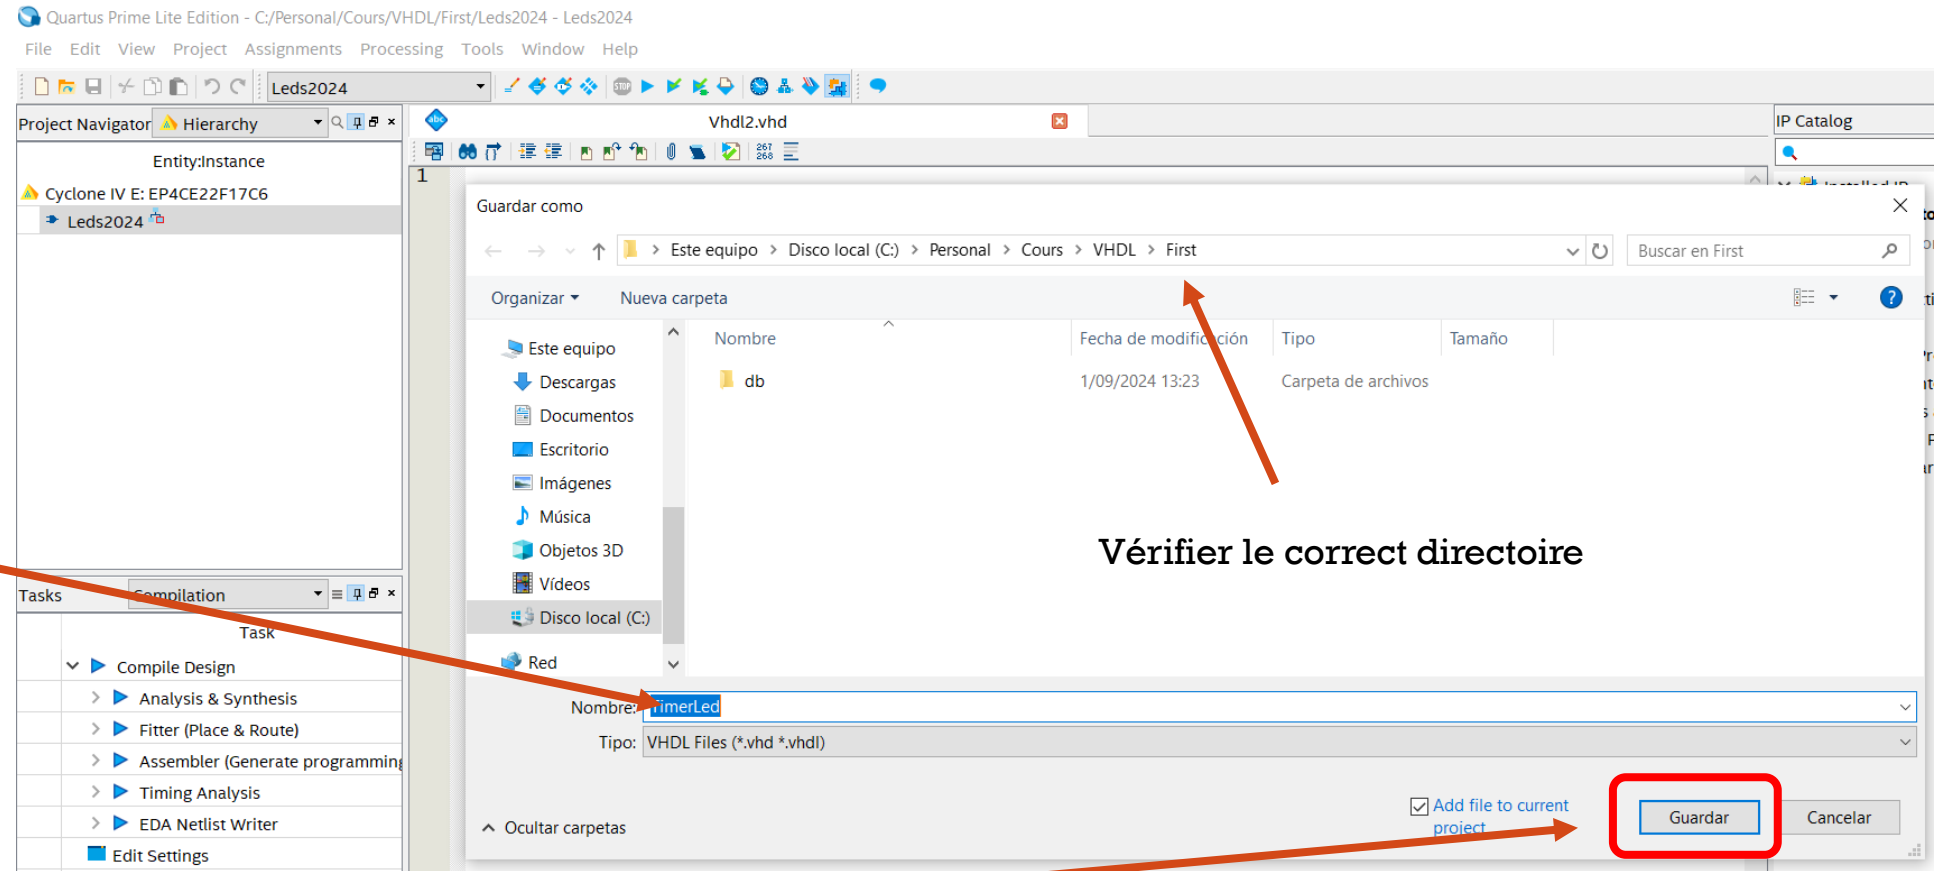 Quartus Prime Lite Edition - C:/Personal/Cours/VHDL/First/Leds2024 - Leds2024
File Edit View Project Assignments Processing Tools Window Help
Leds2024
Project Navigator Hierarchy
Entity:Instance
Cyclone IV E: EP4CE22F17C6
Leds2024
Vhdl2.vhd
267
268
1
IP Catalog
Guardar como
Este equipo > Disco local (C:) > Personal > Cours > VHDL > First
Buscar en First
Organizar
Nueva carpeta
Nombre
Fecha de modificación
Tipo
Tamaño
db
1/09/2024 13:23
Carpeta de archivos
Este equipo
Descargas
Documentos
Escritorio
Imágenes
Música
Objetos 3D
Vídeos
Disco local (C:)
Red
Vérifier le correct directoire
Nombre: TimerLed
Tipo: VHDL Files (*.vhd *.vhdl)
Ocultar carpetas
Add file to current
project
Guardar
Cancelar
Tasks Compilation
Task
Compile Design
Analysis & Synthesis
Fitter (Place & Route)
Assembler (Generate programming
Timing Analysis
EDA Netlist Writer
Edit Settings